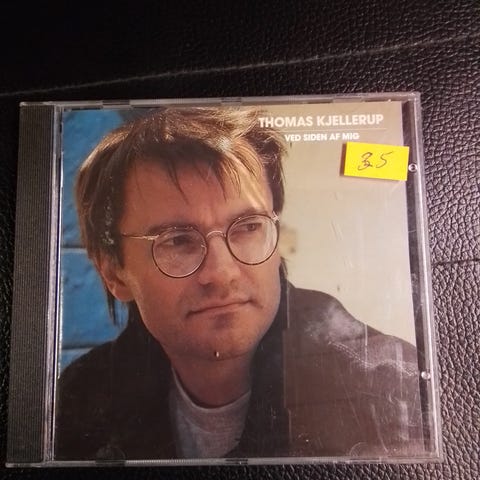 THOMAS KJELLERUP
VED SIDEN AF MIG
35